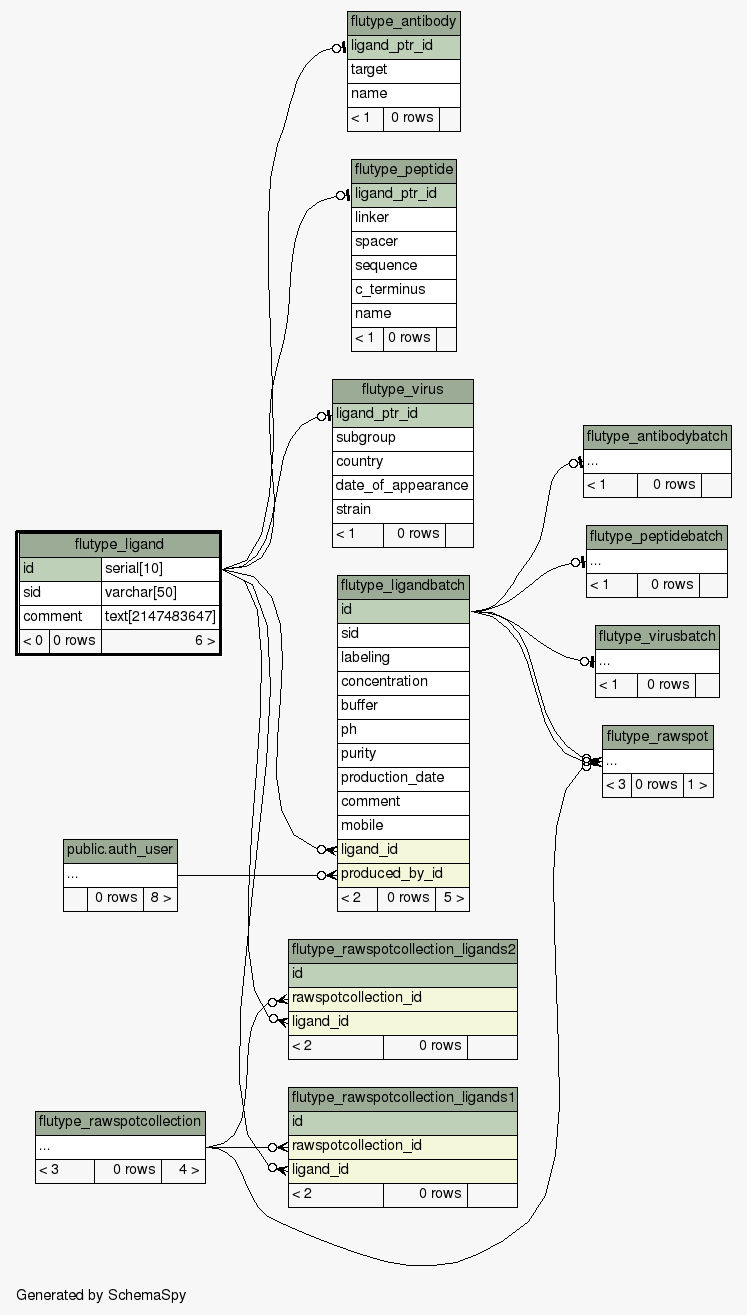 flutype_antibody
ligand_ptr_id
target
name
< 1 0 rows
flutype_peptide
ligand_ptr_id
linker
spacer
sequence
c_terminus
name
< 1 0 rows
flutype_virus
ligand_ptr_id
subgroup
country
date_of_appearance
strain
< 1 0 rows
flutype_antibodybatch
...
< 1 0 rows
flutype_peptidebatch
...
< 1 0 rows
flutype_virusbatch
...
< 1 0 rows
flutype_rawspot
...
< 3 0 rows 1 >
flutype_ligand
id serial[10]
sid varchar[50]
comment text[2147483647]
< 0 0 rows 6 >
flutype_ligandbatch
id
sid
labeling
concentration
buffer
ph
purity
production_date
comment
mobile
ligand_id
produced_by_id
< 2 0 rows 5 >
public.auth_user
...
0 rows 8 >
flutype_rawspotcollection_ligands2
id
rawspotcollection_id
ligand_id
< 2 0 rows
flutype_rawspotcollection_ligands1
id
rawspotcollection_id
ligand_id
< 2 0 rows
flutype_rawspotcollection
...
< 3 0 rows 4 >
Generated by SchemaSpy